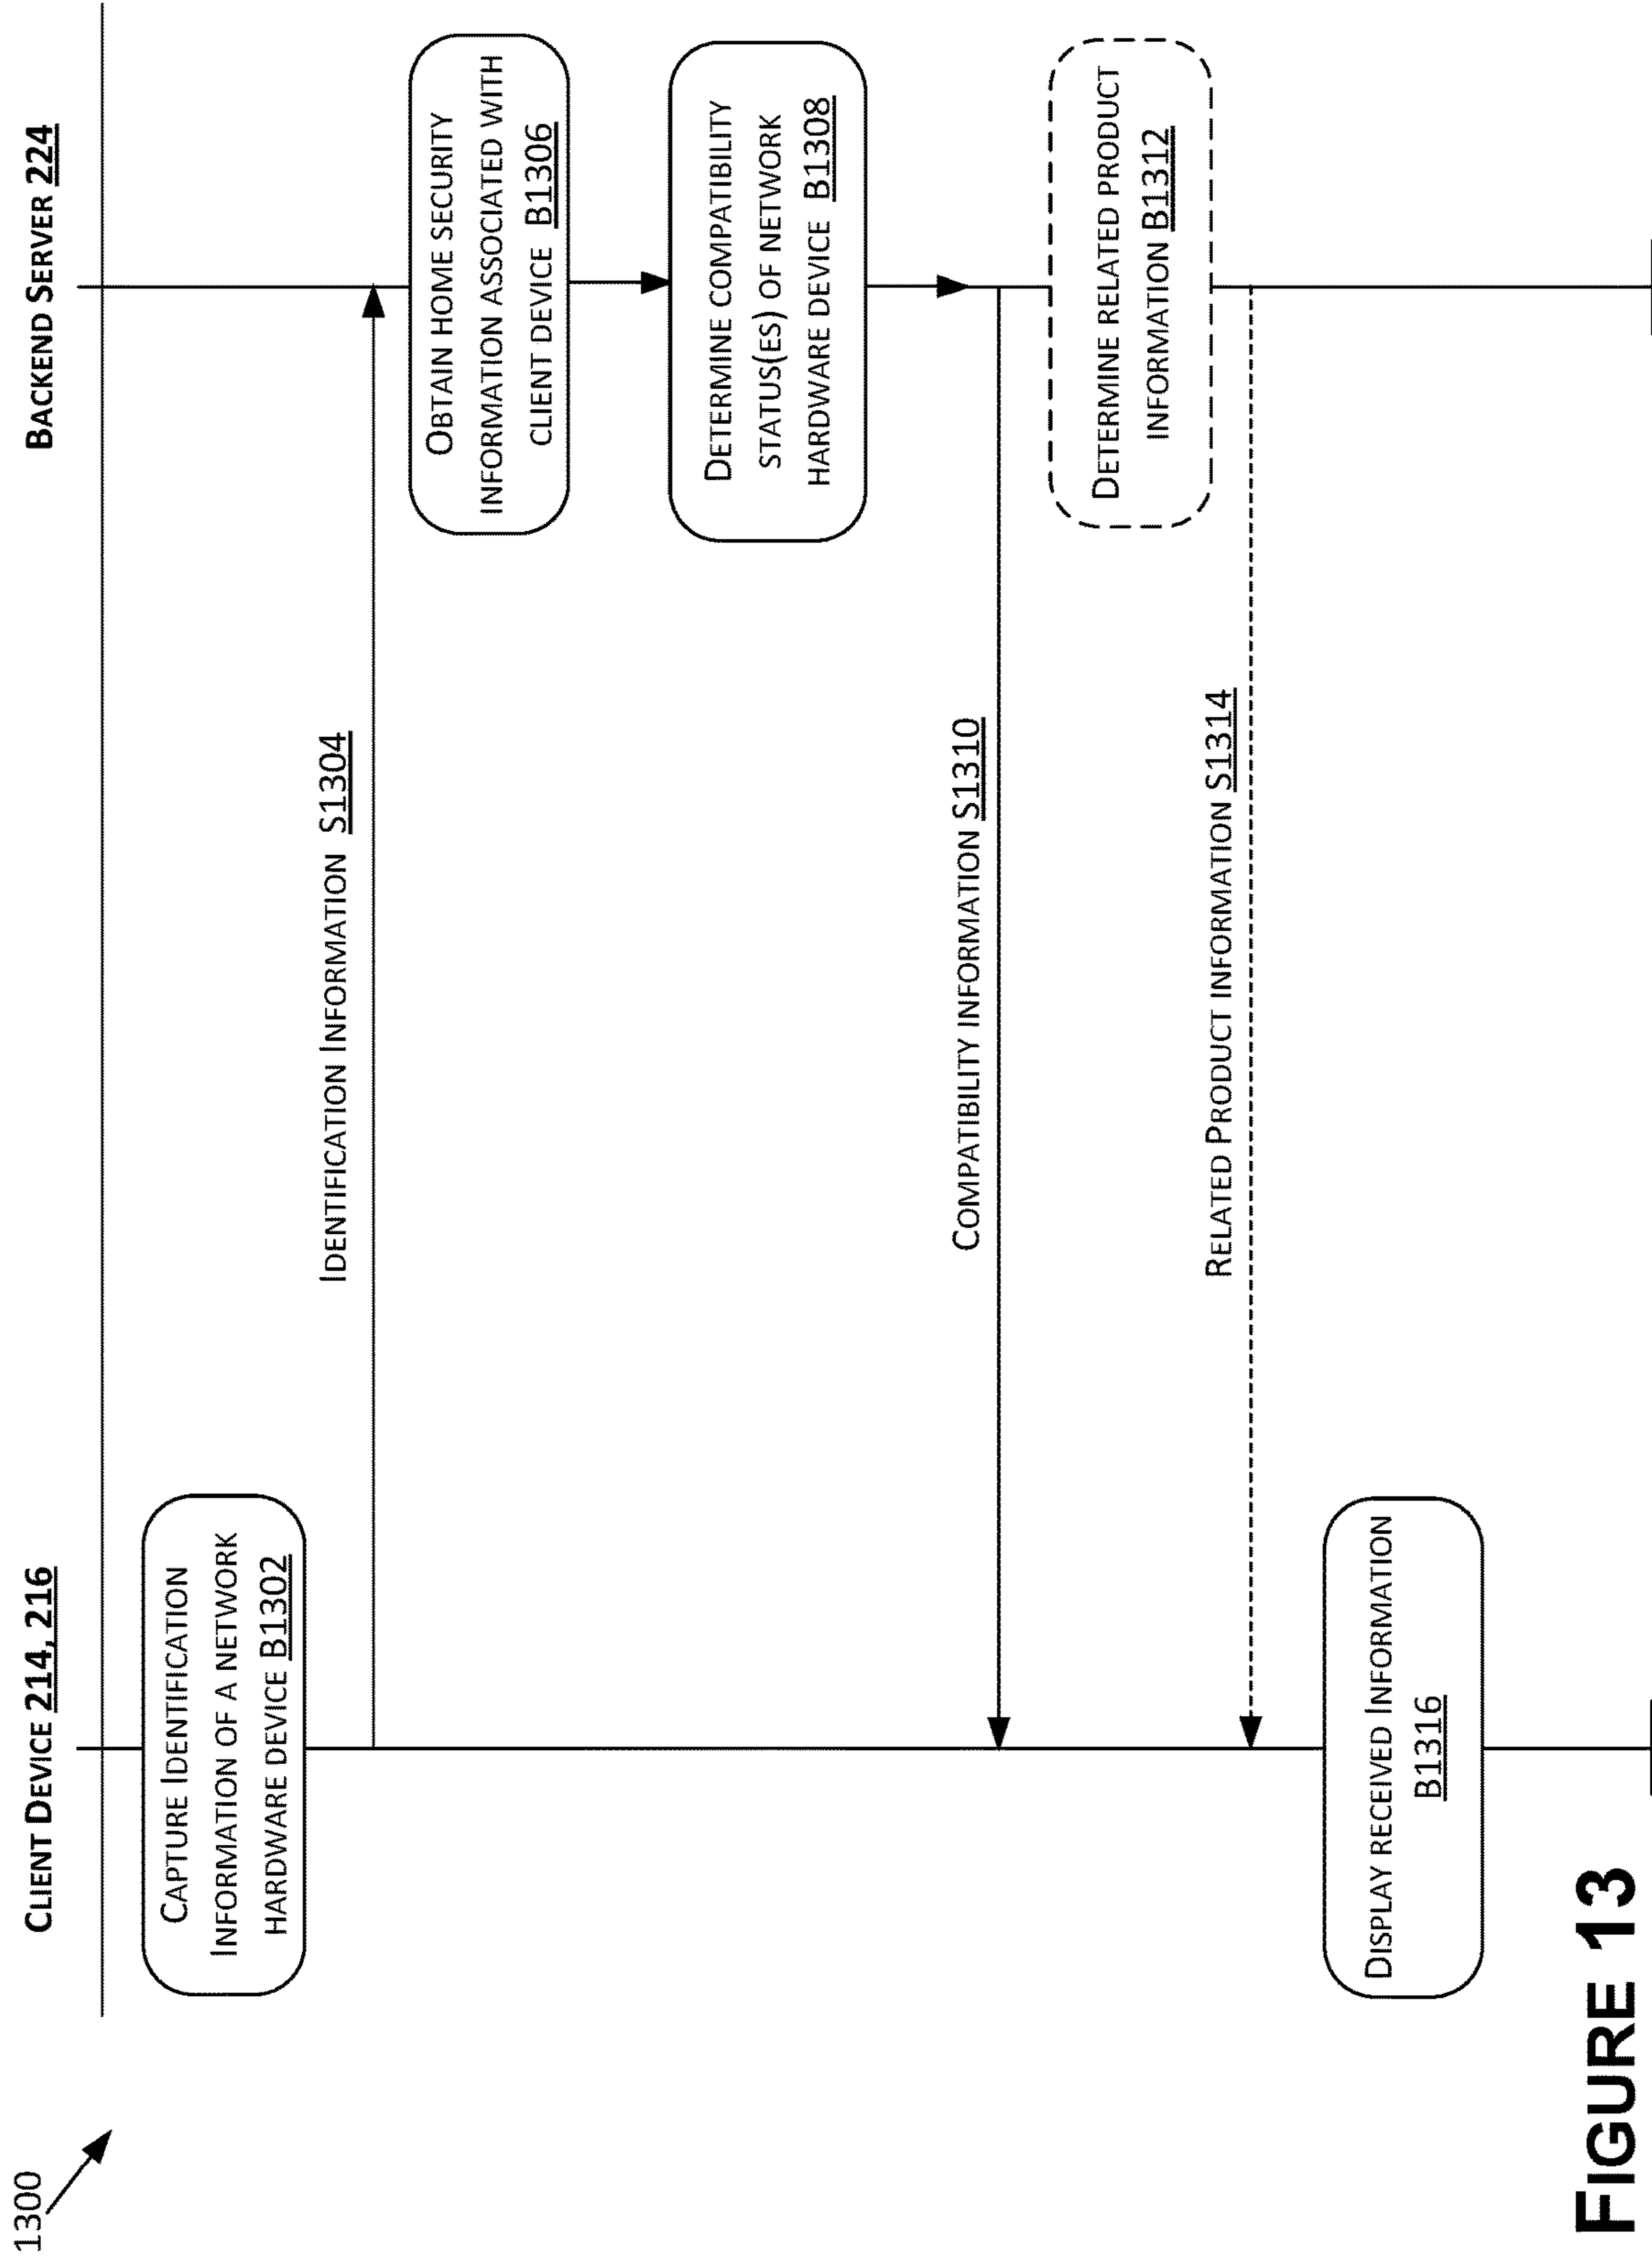 1300
CLIENT DEVICE 214, 216
BACKEND SERVER 224
CAPTURE IDENTIFICATION
INFORMATION OF A NETWORK
HARDWARE DEVICE B1302
IDENTIFICATION INFORMATION S1304
OBTAIN HOME SECURITY
INFORMATION ASSOCIATED WITH
CLIENT DEVICE B1306
DETERMINE COMPATIBILITY
STATUS(ES) OF NETWORK
HARDWARE DEVICE B1308
COMPATIBILITY INFORMATION S1310
DETERMINE RELATED PRODUCT
INFORMATION B1312
RELATED PRODUCT INFORMATION S1314
DISPLAY RECEIVED INFORMATION
B1316
FIGURE 13